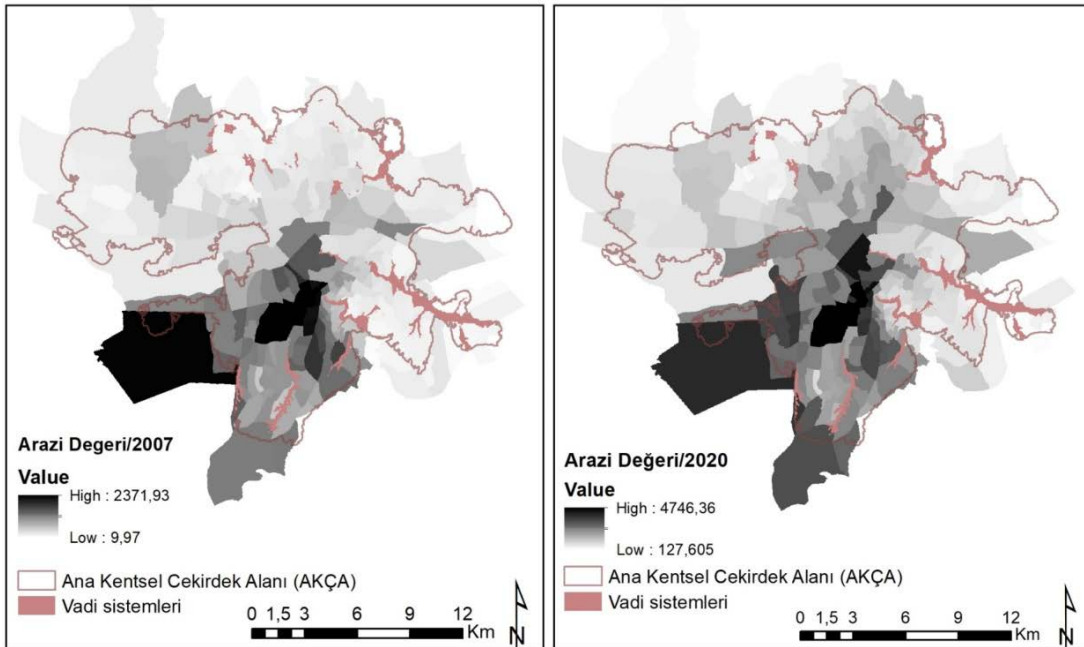 Arazi Degeri/2007
Value
High : 2371,93
Low : 9,97
Ana Kentsel Cekirdek Alanı (AKÇA)
Vadi sistemleri
0 1,5 3 6 9 12
Km
N
Arazi Değeri/2020
Value
High : 4746,36
Low : 127,605
Ana Kentsel Cekirdek Alanı (AKÇA)
Vadi sistemleri
0 1,5 3 6 9 12
Km
N